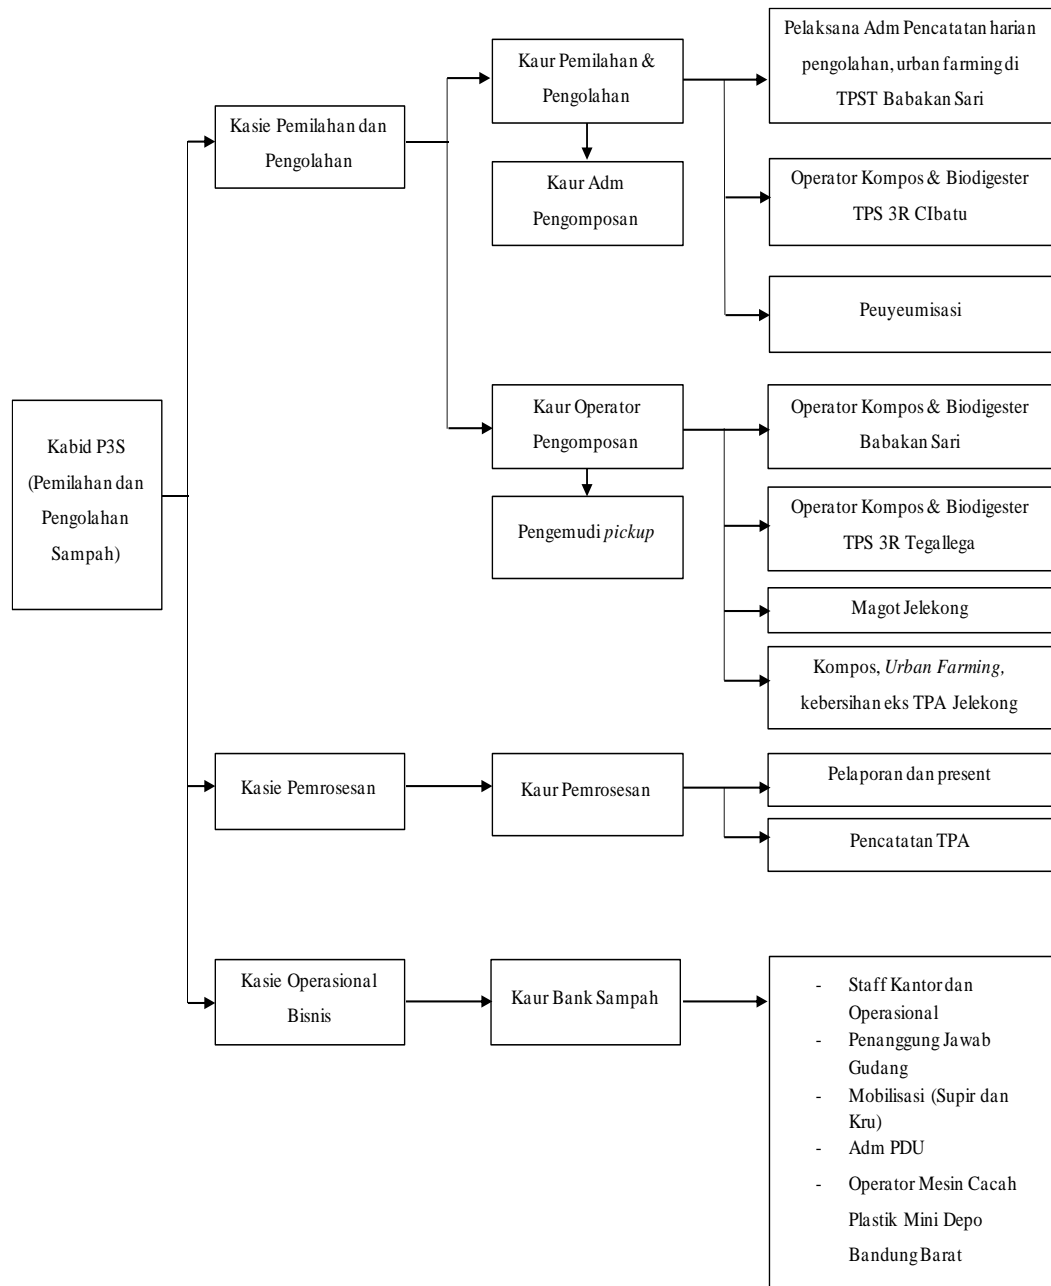 Kabid P3S
(Pemilahan dan
Pengolahan
Sampah)
Kasie Pemilahan dan
Pengolahan
Kaur Pemilahan &
Pengolahan
Kaur Adm
Pengomposan
Pelaksana Adm Pencatatan harian
pengolahan, urban farming di
TPST Babakan Sari
Operator Kompos & Biodigester
TPS 3R CIbatu
Peuyeumisasi
Kaur Operator
Pengomposan
Pengemudi pickup
Operator Kompos & Biodigester
Babakan Sari
Operator Kompos & Biodigester
TPS 3R Tegallega
Magot Jelekong
Kompos, Urban Farming,
kebersihan eks TPA Jelekong
Kasie Pemrosesan
Kaur Pemrosesan
Pelaporan dan present
Pencatatan TPA
Kasie Operasional
Bisnis
Kaur Bank Sampah
- Staff Kantor dan
Operasional
- Penanggung Jawab
Gudang
- Mobilisasi (Supir dan
Kru)
- Adm PDU
- Operator Mesin Cacah
Plastik Mini Depo
Bandung Barat